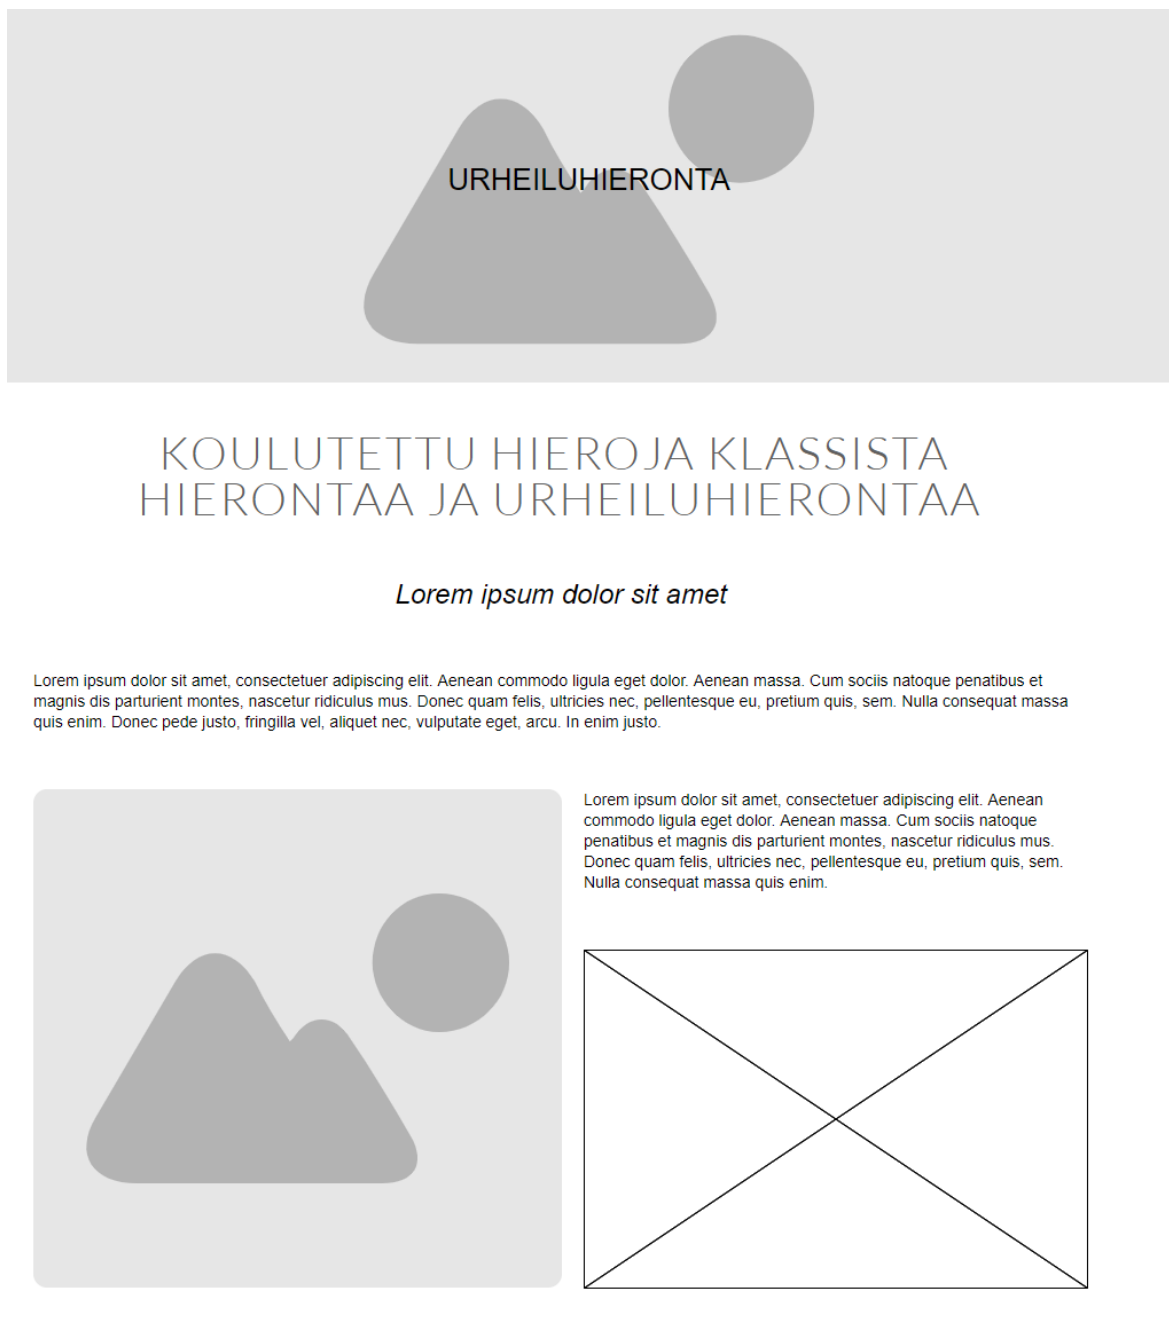 URHEILUHIERONTA
KOULUTETTU HIEROJA KLASSISTA
HIERONTAA JA URHEILUHIERONTAA
Lorem ipsum dolor sit amet
Lorem ipsum dolor sit amet, consectetuer adipiscing elit. Aenean commodo ligula eget dolor. Aenean massa. Cum sociis natoque penatibus et
magnis dis parturient montes, nascetur ridiculus mus. Donec quam felis, ultricies nec, pellentesque eu, pretium quis, sem. Nulla consequat massa
quis enim. Donec pede justo, fringilla vel, aliquet nec, vulputate eget, arcu. In enim justo.
Lorem ipsum dolor sit amet, consectetuer adipiscing elit. Aenean
commodo ligula eget dolor. Aenean massa. Cum sociis natoque
penatibus et magnis dis parturient montes, nascetur ridiculus mus.
Donec quam felis, ultricies nec, pellentesque eu, pretium quis, sem.
Nulla consequat massa quis enim.